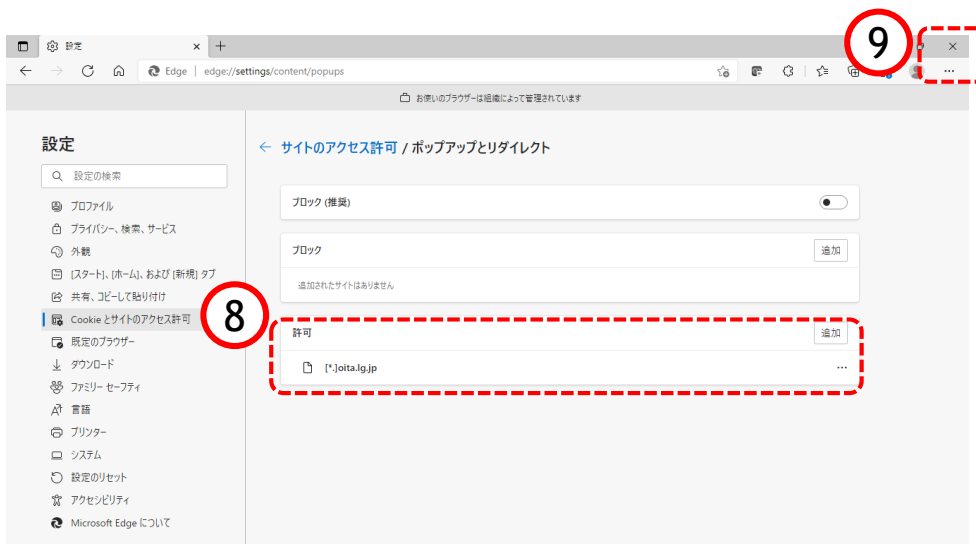 9
設定
Edge | edge://settings/content/popups
お使いのブラウザーは組織によって管理されています
設定
設定の検索
プロファイル
プライバシー、検索、サービス
外観
[スタート]、[ホーム]、および [新規] タブ
共有、コピーして貼り付け
Cookie とサイトのアクセス許可
既定のブラウザー
ダウンロード
ファミリー セーフティ
言語
プリンター
システム
設定のリセット
アクセシビリティ
Microsoft Edge について
8
サイトのアクセス許可 / ポップアップとリダイレクト
ブロック (推奨)
ブロック
追加
追加されたサイトはありません
許可
追加
[*.]oita.lg.jp